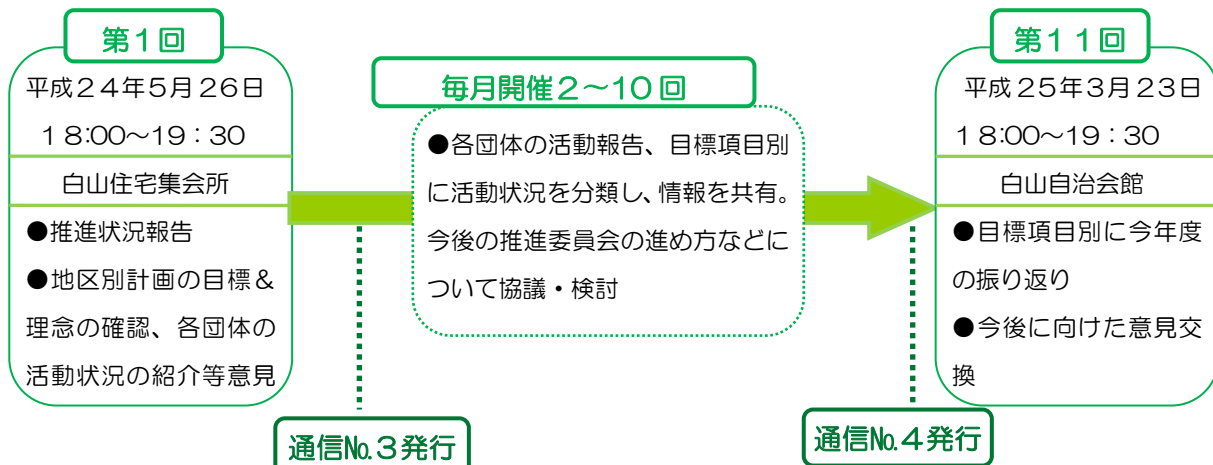 第１回
平成２４年５月２６日
１８:００～１９：３０
白山住宅集会所
●推進状況報告
●地区別計画の目標＆
理念の確認、各団体の
活動状況の紹介等意見
毎月開催２～１０回
●各団体の活動報告、目標項目別
に活動状況を分類し、情報を共有。
今後の推進委員会の進め方などに
ついて協議・検討
第１１回
平成２５年３月２３日
１８:００～１９：３０
白山自治会館
●目標項目別に今年度
の振り返り
●今後に向けた意見交
換
通信№３発行
通信№４発行